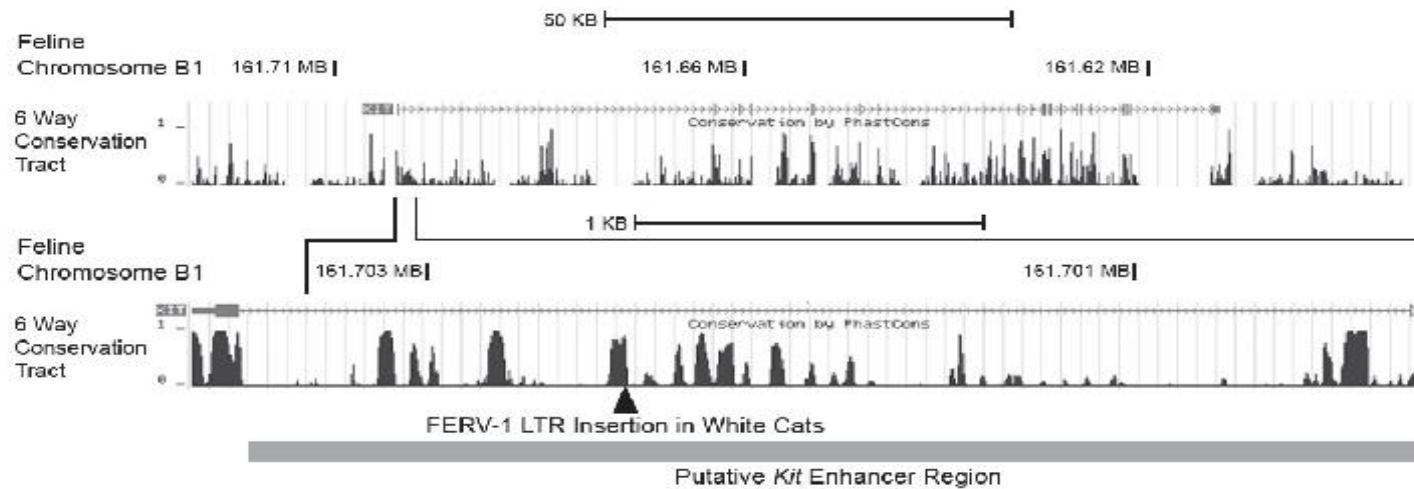 50 KB
Feline
Chromosome B1
161.71 MB
161.66 MB
161.62 MB
KIT
6 Way
Conservation
Tract
1
Conservation by PhastCons
0
1 KB
Feline
Chromosome B1
161.703 MB
161.701 MB
KIT
6 Way
Conservation
Tract
1
Conservation by PhastCons
0
FERV-1 LTR Insertion in White Cats
Putative Kit Enhancer Region